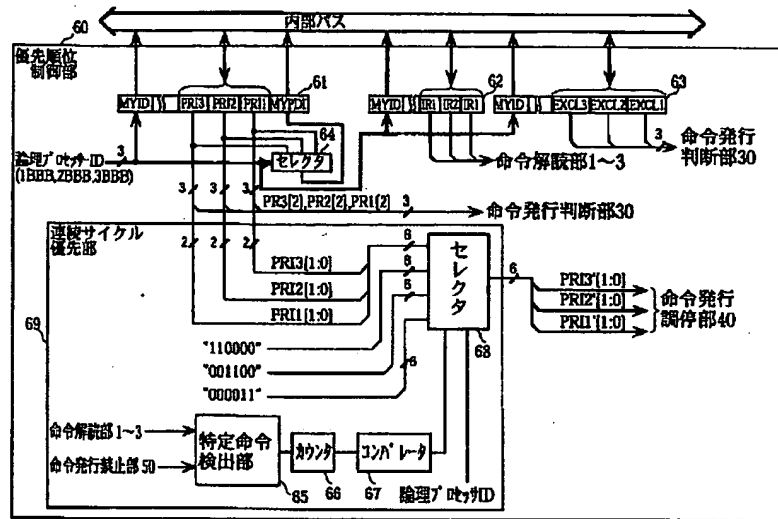 内部バス
60
優先順位
制御部
61
62
63
MYID
PRI3 PRI2 PRI1 MYPRI
MYID
IR1 IR2 IR1
MYID
EXCL3 EXCL2 EXCL1
64
セレクタ
論理プロセッサID
(1BBB,2BBB,3BBB)
3
3
命令発行
判断部30
命令解読部1~3
3 3 3
PR3[2],PR2[2],PR1[2]
3
命令発行判断部30
連続サイクル
優先部
2 2 2
PRI3[1:0]
PRI2[1:0]
PRI1[1:0]
6
6
6
6
セレクタ
68
6
PRI3'[1:0]
PRI2'[1:0]
PRI1'[1:0]
命令発行
調停部40
69
"110000"
"001100"
"000011"
命令解読部1~3
命令発行禁止部50
特定命令
検出部
65
カウンタ
66
コンパレータ
67
論理プロセッサID